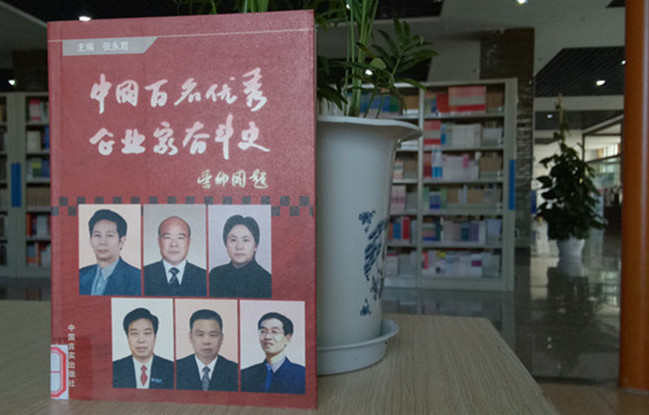 主编 张永君
中国百名优秀
企业家奋斗史
中国言实出版社